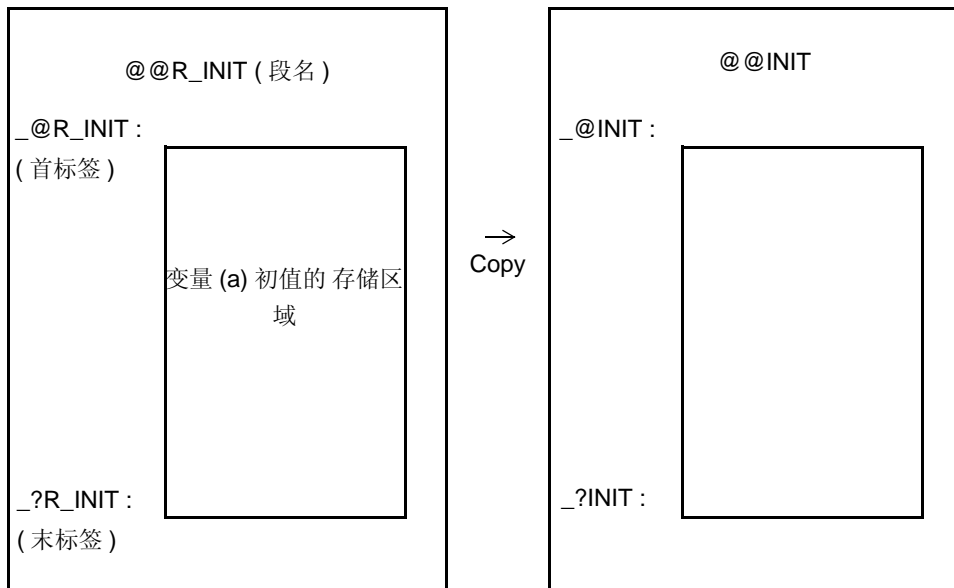 @@R_INIT ( 段名 )
_@R_INIT :
( 首标签 )
变量 (a) 初值的 存储区
域
_?R_INIT :
( 末标签 )
→
Copy
@@INIT
_@INIT :
_?INIT :